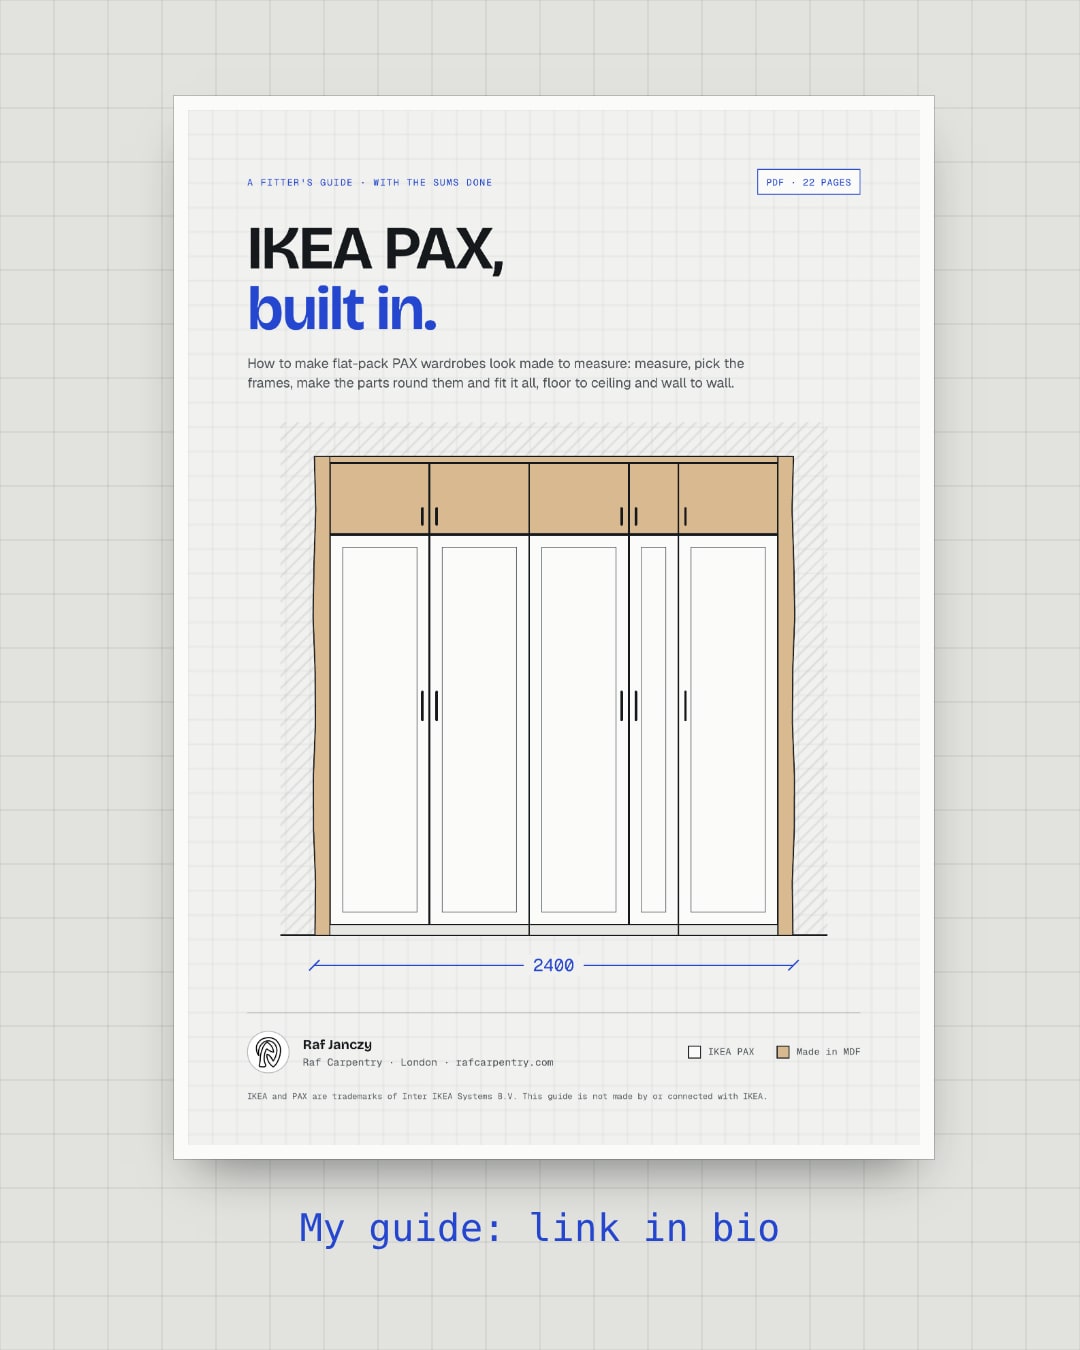 A FITTER'S GUIDE · WITH THE SUMS DONE
PDF · 22 PAGES
IKEA PAX,
built in.
How to make flat-pack PAX wardrobes look made to measure: measure, pick the
frames, make the parts round them and fit it all, floor to ceiling and wall to wall.
2400
Raf Janczy
Raf Carpentry · London · rafcarpentry.com
IKEA PAX
Made in MDF
IKEA and PAX are trademarks of Inter IKEA Systems B.V. This guide is not made by or connected with IKEA.
My guide: link in bio